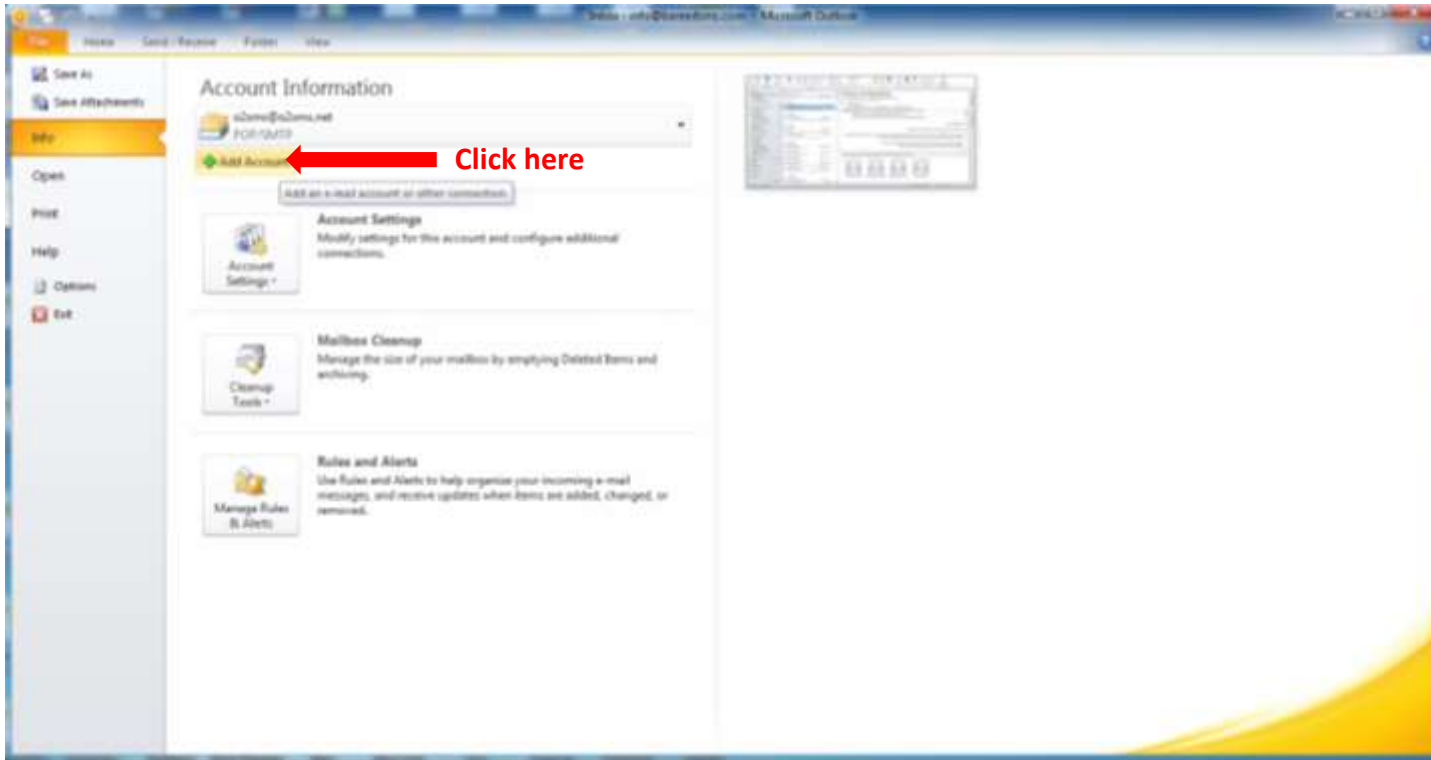 Inbox - Microsoft Outlook
File Home Send / Receive Folder View
Save As
Save Attachments
Info
Open
Print
Help
Options
Exit
Account Information
POP/SMTP
Add Account
Click here
Add an e-mail account or other connection.
Account Settings
Modify settings for this account and configure additional
connections.
Account
Settings
Mailbox Cleanup
Manage the size of your mailbox by emptying Deleted Items and
archiving.
Cleanup
Tools
Rules and Alerts
Use Rules and Alerts to help organize your incoming e-mail
messages, and receive updates when items are added, changed, or
removed.
Manage Rules
& Alerts